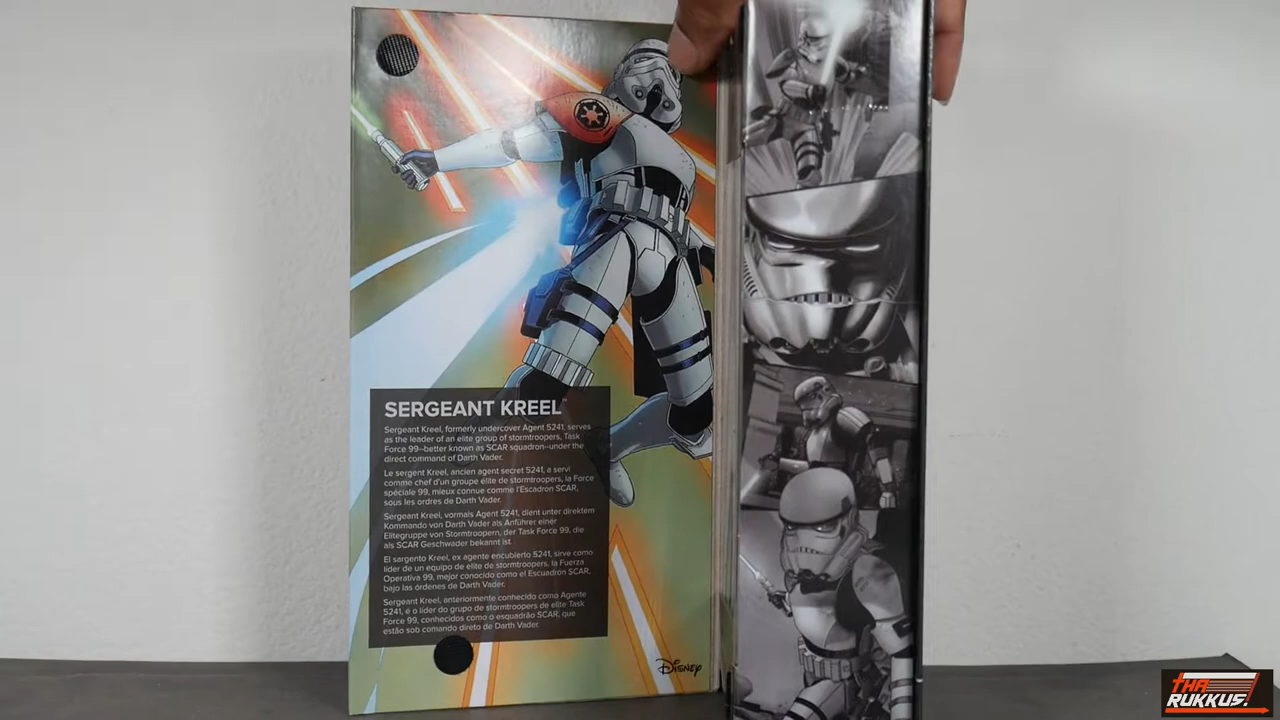 SERGEANT KREEL™
Sergeant Kreel, formerly undercover Agent 5241, serves
as the leader of an elite group of stormtroopers, Task
Force 99–better known as SCAR squadron–under the
direct command of Darth Vader.
Le sergent Kreel, ancien agent secret 5241, a servi
comme chef d'un groupe élite de stormtroopers, la Force
spéciale 99, mieux connue comme l'Escadron SCAR,
sous les ordres de Darth Vader.
Sergeant Kreel, vormals Agent 5241, dient unter direktem
Kommando von Darth Vader als Anführer einer
Elitegruppe von Stormtroopern, der Task Force 99, die
als SCAR Geschwader bekannt ist.
El sargento Kreel, ex agente encubierto 5241, sirve como
líder de un equipo de elite de stormtroopers, la Fuerza
Operativa 99, mejor conocido como el Escuadrón SCAR,
bajo las órdenes de Darth Vader.
Sergeant Kreel, anteriormente conhecido como Agente
5241, é o líder do grupo de stormtroopers de elite Task
Force 99, conhecidos como o esquadrão SCAR, que
estão sob comando direto de Darth Vader.
Disney
THA
RUKKUS!